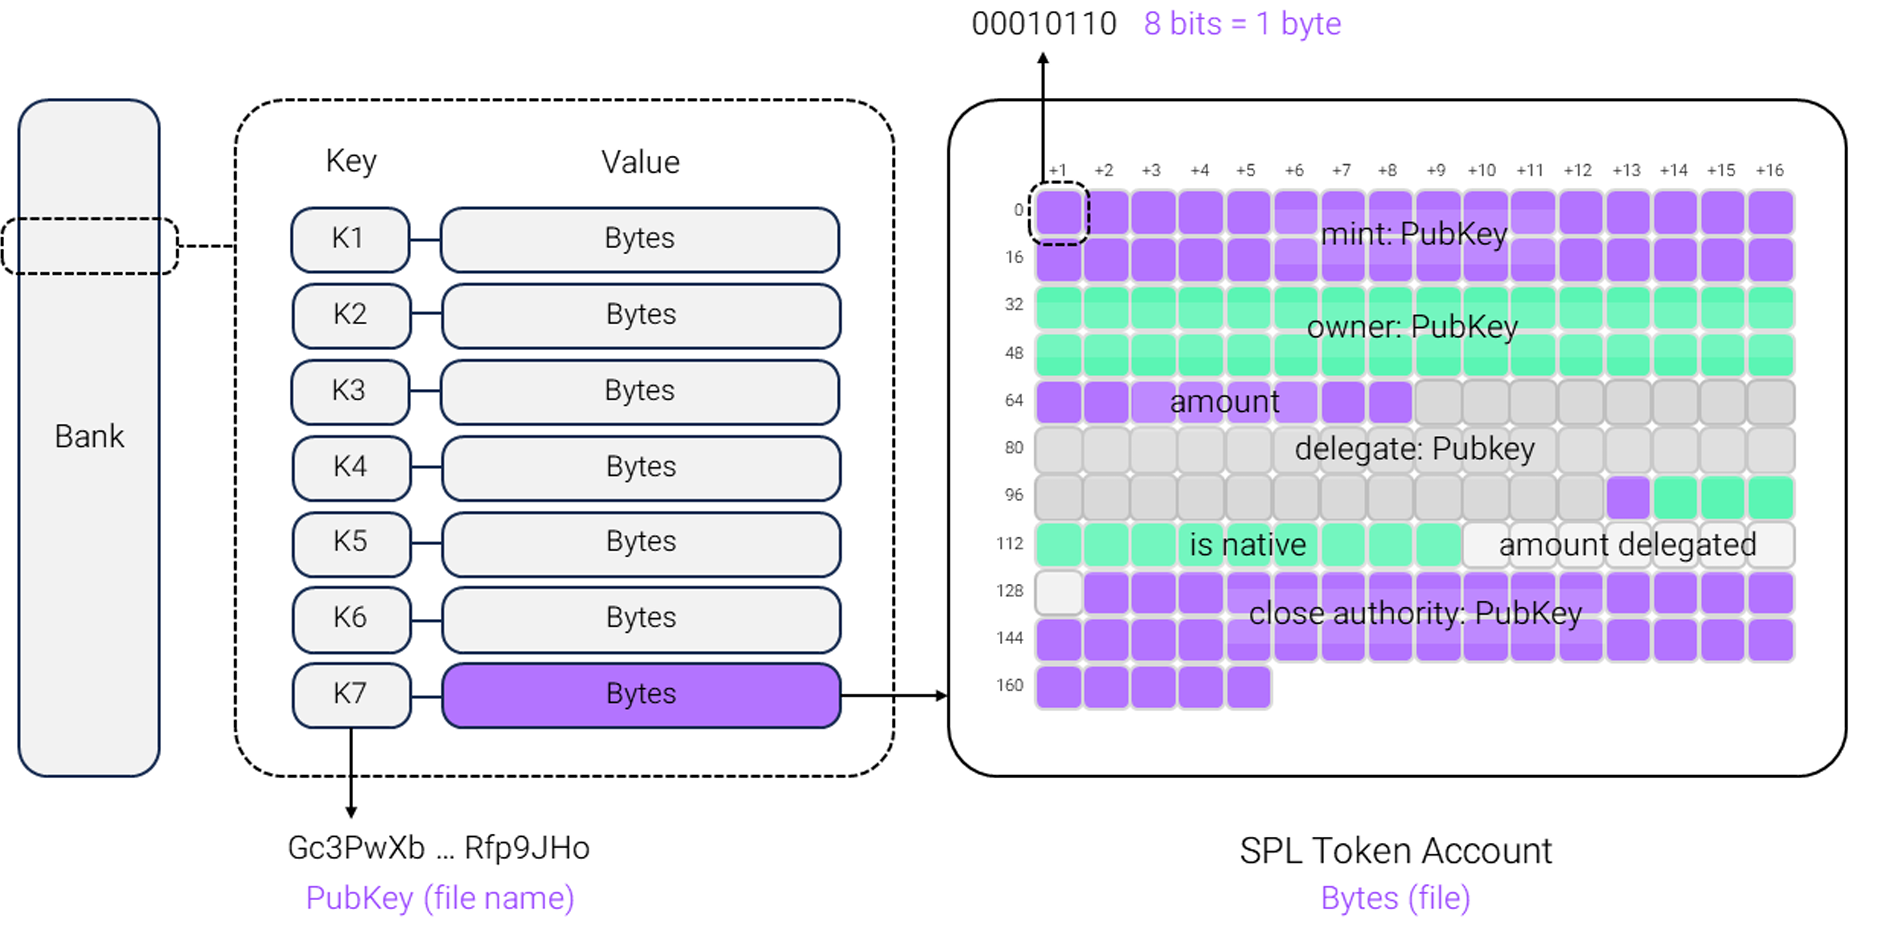 00010110 8 bits = 1 byte
Bank
Key Value
K1 Bytes
K2 Bytes
K3 Bytes
K4 Bytes
K5 Bytes
K6 Bytes
K7 Bytes
Gc3PwXb ... Rfp9JHo
PubKey (file name)
+1 +2 +3 +4 +5 +6 +7 +8 +9 +10 +11 +12 +13 +14 +15 +16
0
mint: PubKey
16
32
owner: PubKey
48
64 amount
80 delegate: Pubkey
96
112 is native amount delegated
128
close authority: PubKey
144
160
SPL Token Account
Bytes (file)